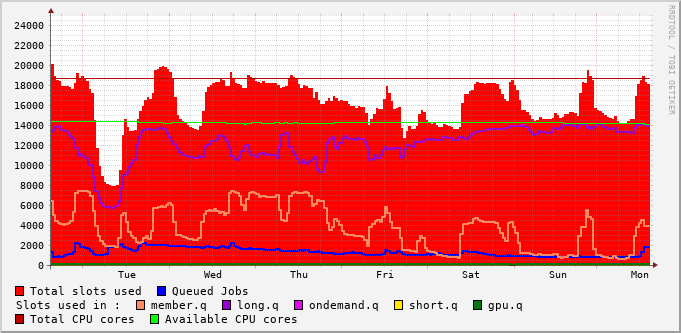 24000
22000
20000
18000
16000
14000
12000
10000
8000
6000
4000
2000
0
Tue Wed Thu Fri Sat Sun Mon
Total slots used Queued Jobs
Slots used in : member.q long.q ondemand.q short.q gpu.q
Total CPU cores Available CPU cores
RRDTOOL / TOBI OETIKER